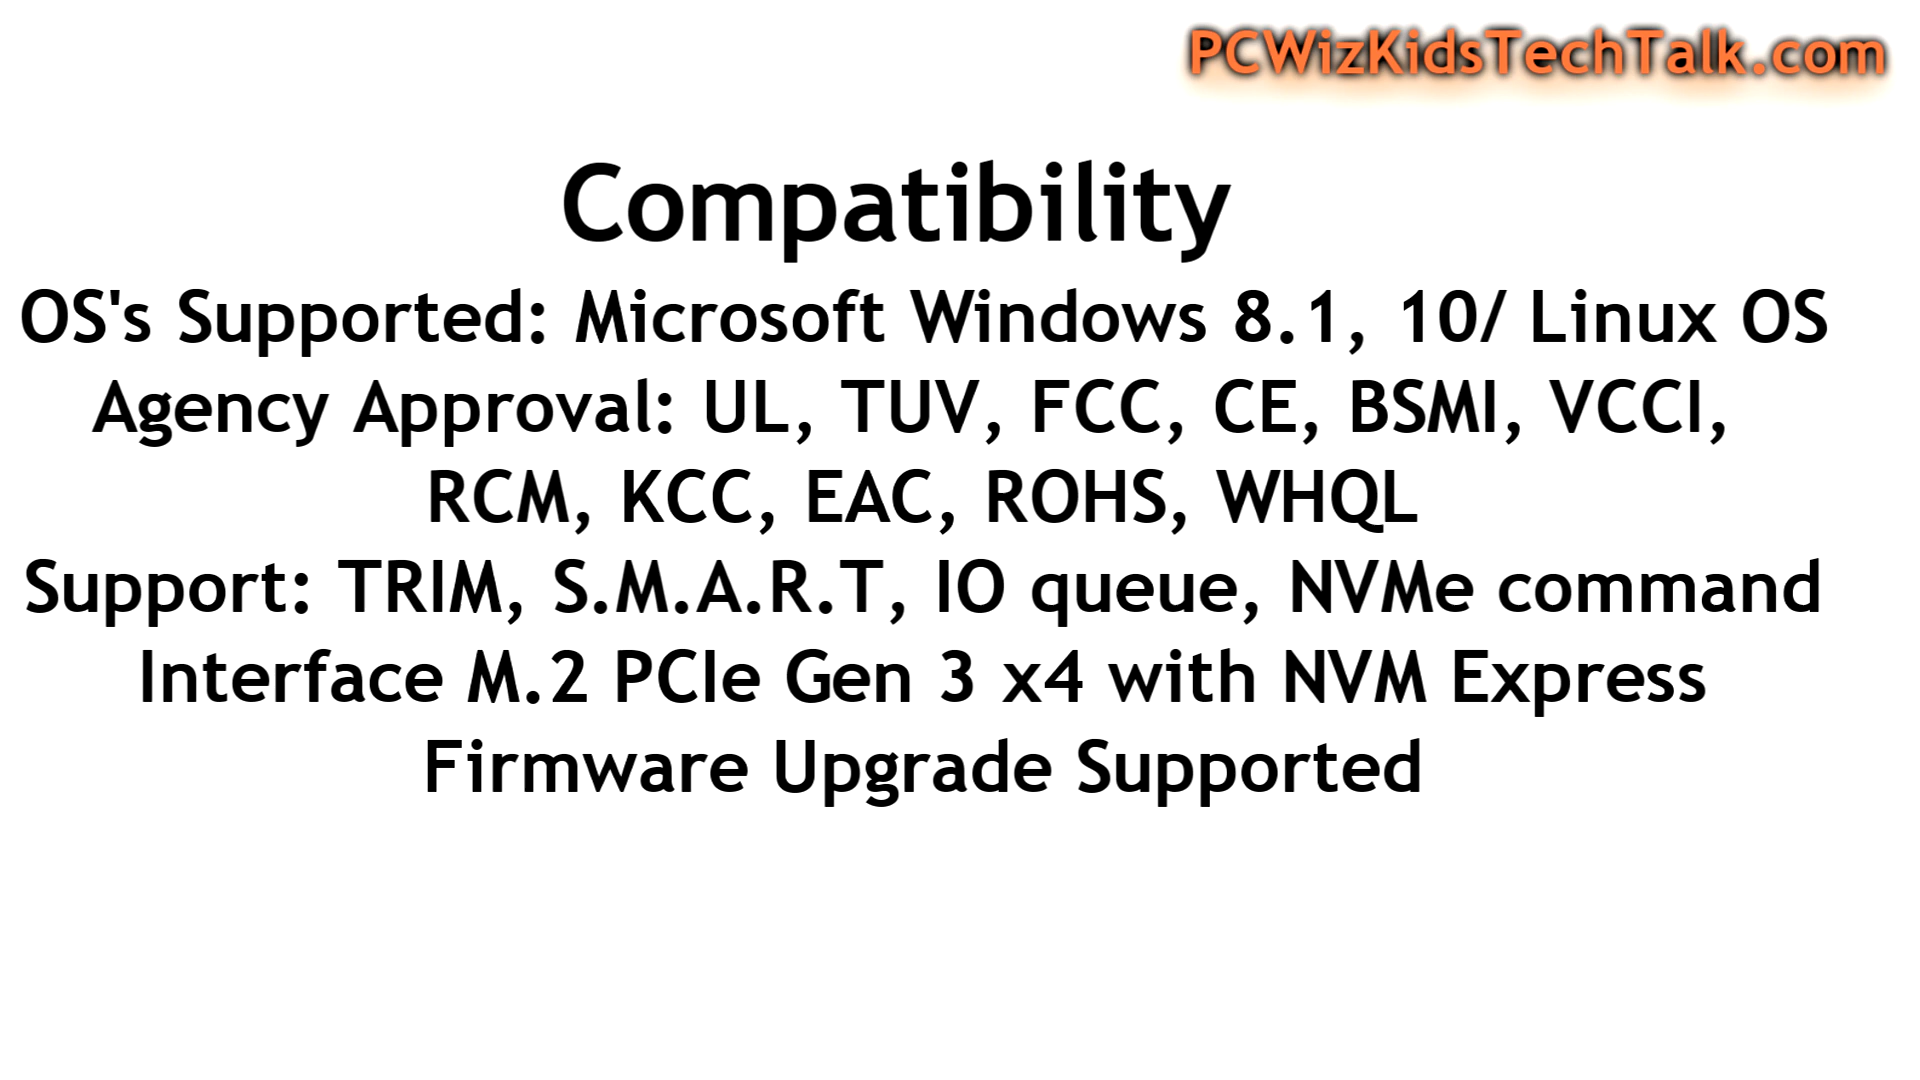 PCWizKidsTechTalk.com
Compatibility
OS's Supported: Microsoft Windows 8.1, 10/ Linux OS
Agency Approval: UL, TUV, FCC, CE, BSMI, VCCI,
RCM, KCC, EAC, ROHS, WHQL
Support: TRIM, S.M.A.R.T, IO queue, NVMe command
Interface M.2 PCIe Gen 3 x4 with NVM Express
Firmware Upgrade Supported